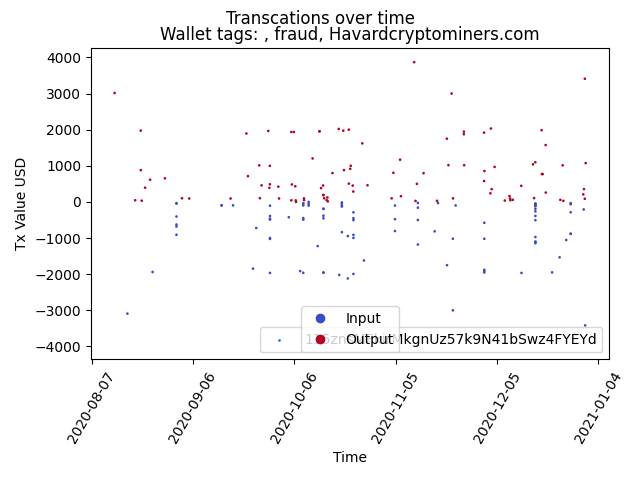 Transcations over time
Wallet tags: , fraud, Havardcryptominers.com
Tx Value USD
4000
3000
2000
1000
0
−1000
−2000
−3000
−4000
Input
Output
2020-08-07
2020-09-06
2020-10-06
2020-11-05
2020-12-05
2021-01-04
Time